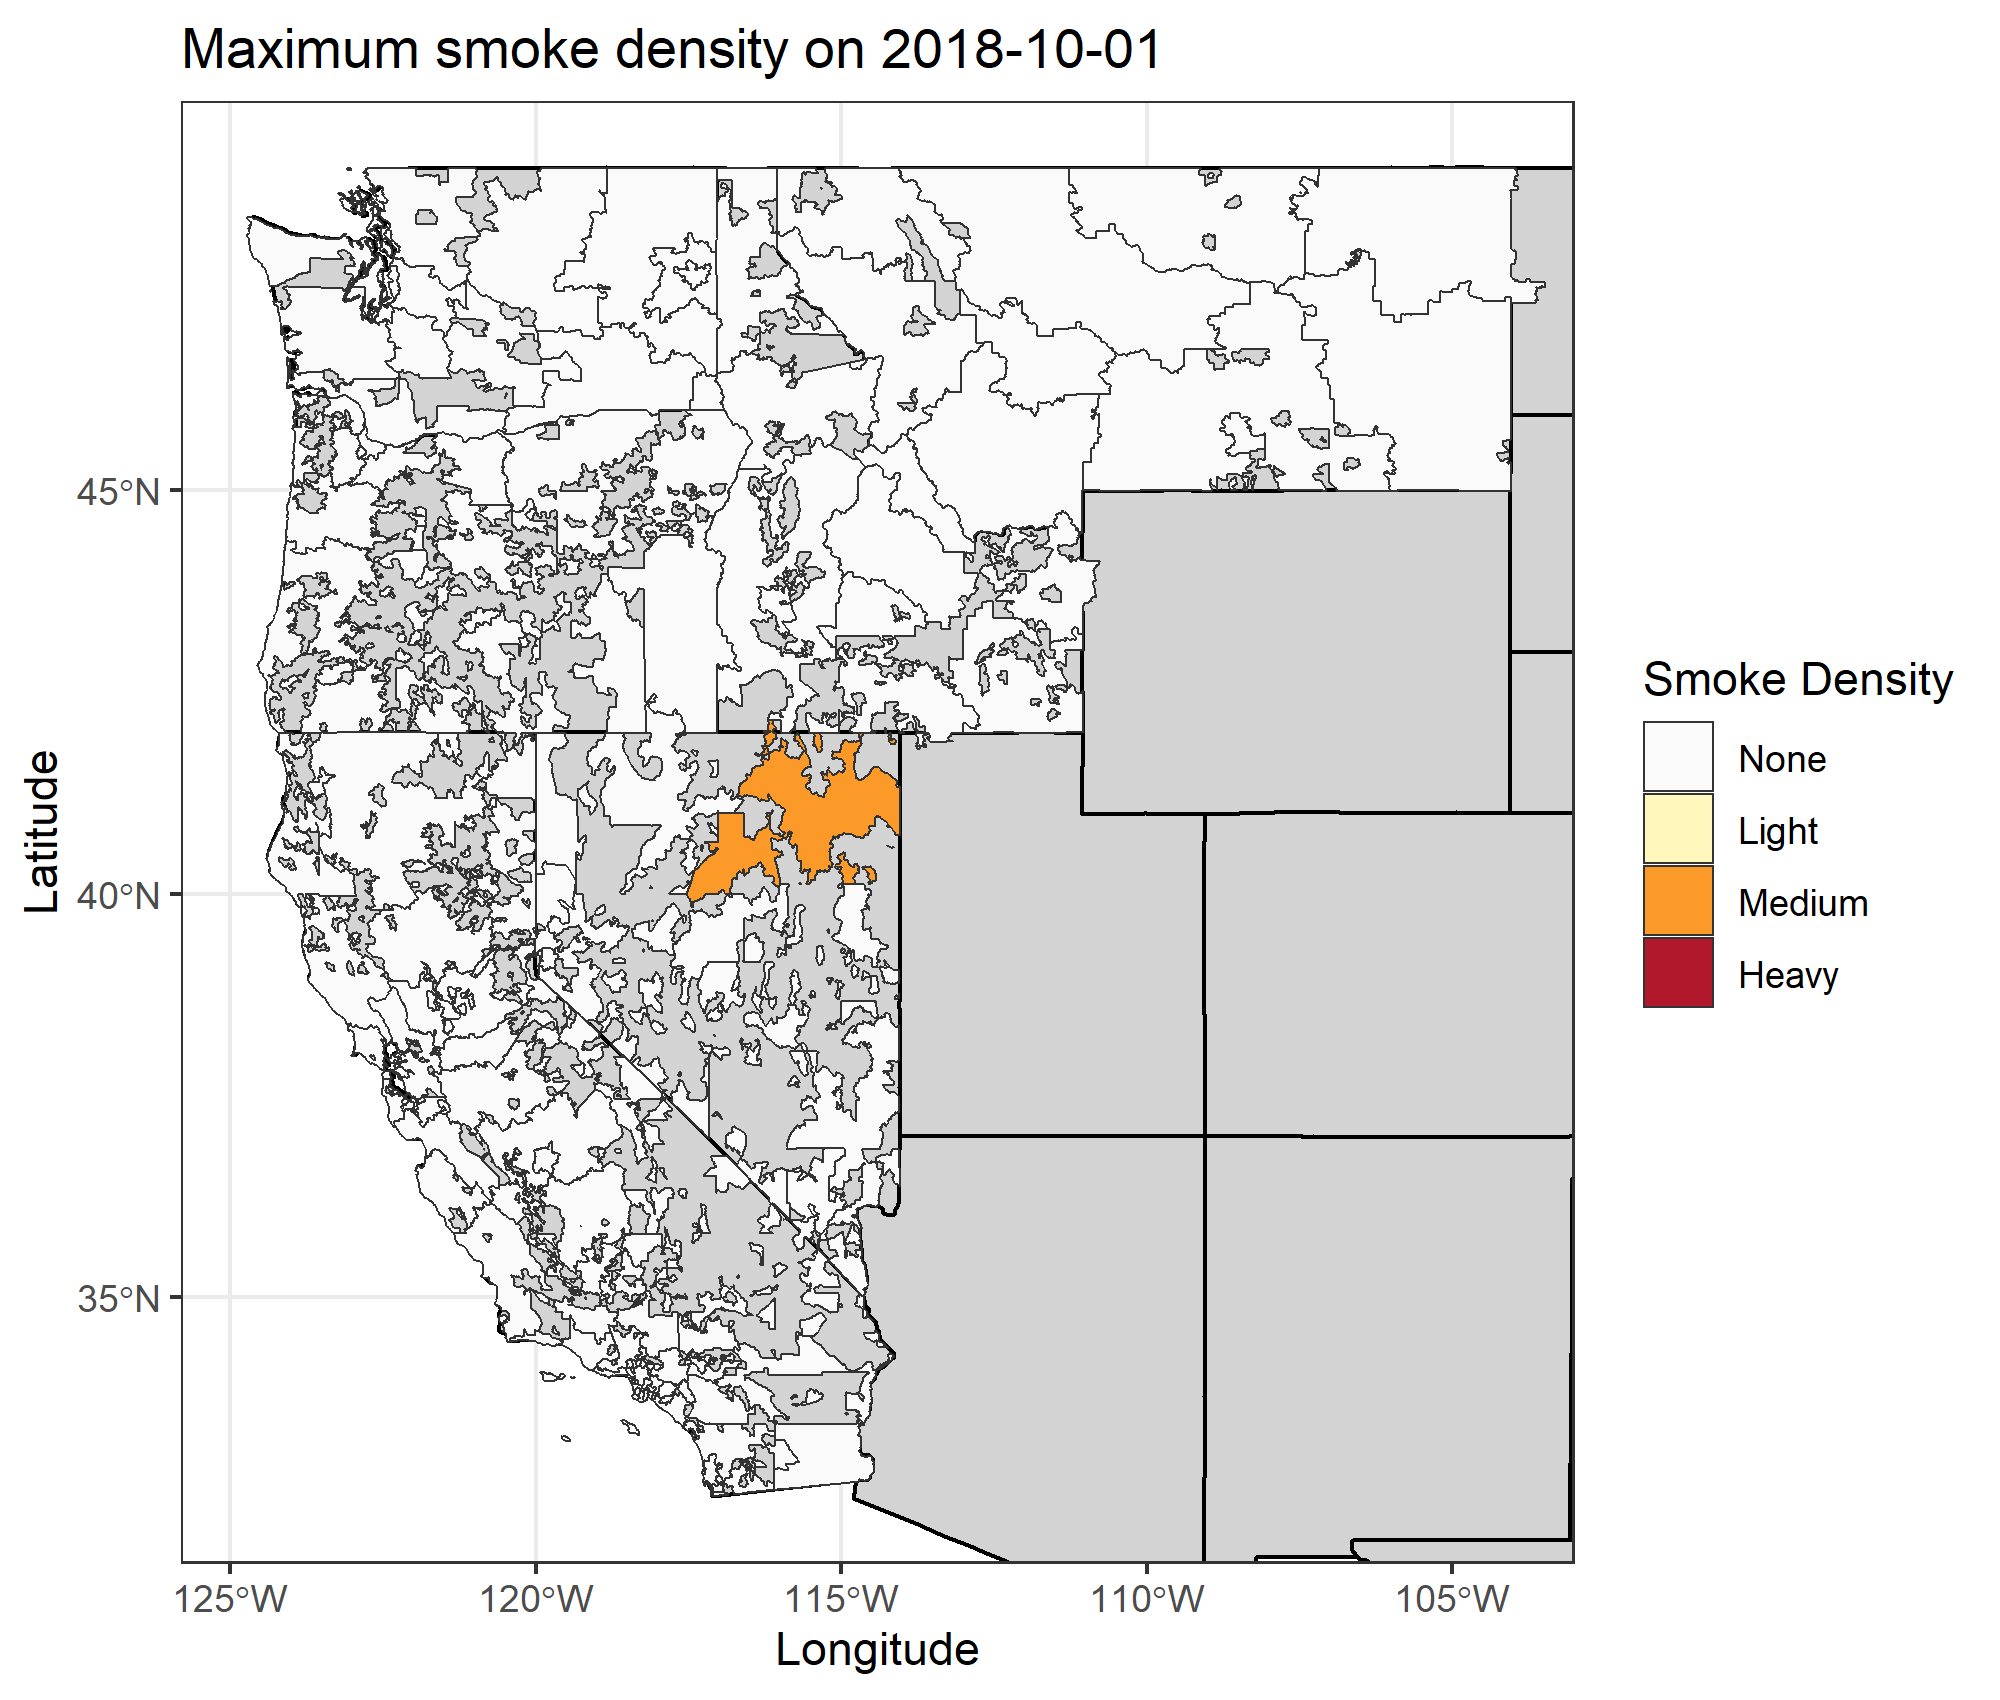 Maximum smoke density on 2018-10-01
45°N
40°N
35°N
Latitude
125°W
120°W
115°W
110°W
105°W
Longitude
Smoke Density
None
Light
Medium
Heavy